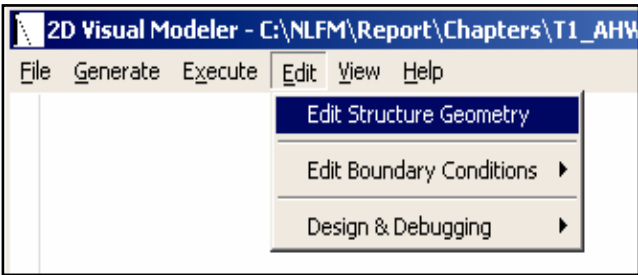 2D Visual Modeler - C:\NLFM\Report\Chapters\T1_AHW
File Generate Execute Edit View Help
Edit Structure Geometry
Edit Boundary Conditions
Design & Debugging